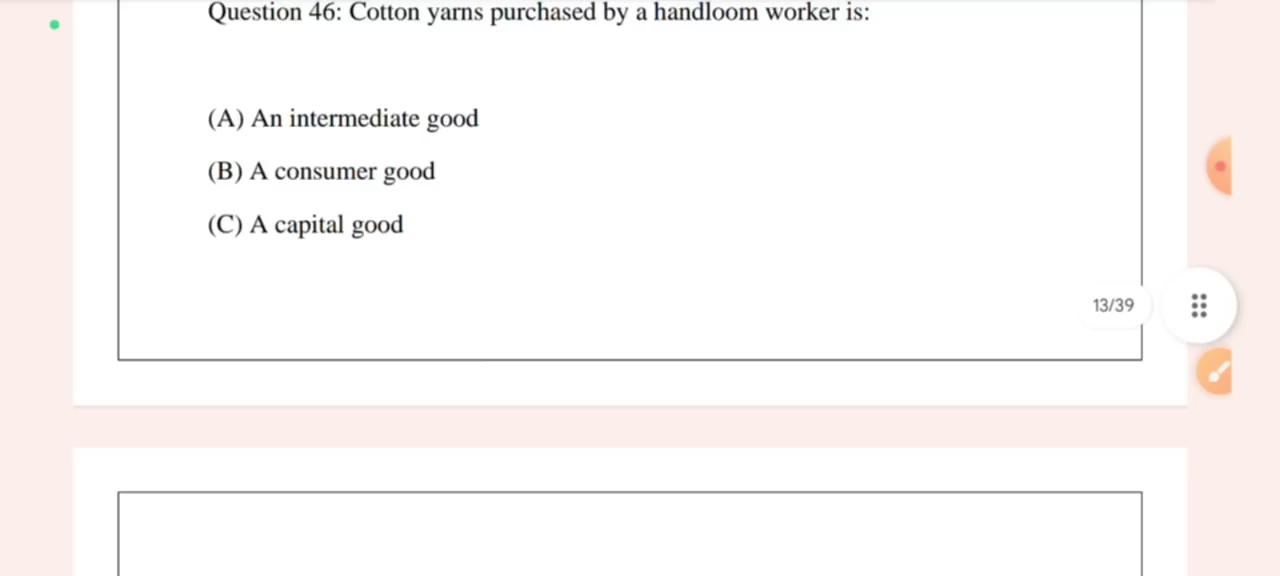 Question 46: Cotton yarns purchased by a handloom worker is:
(A) An intermediate good
(B) A consumer good
(C) A capital good
13/39